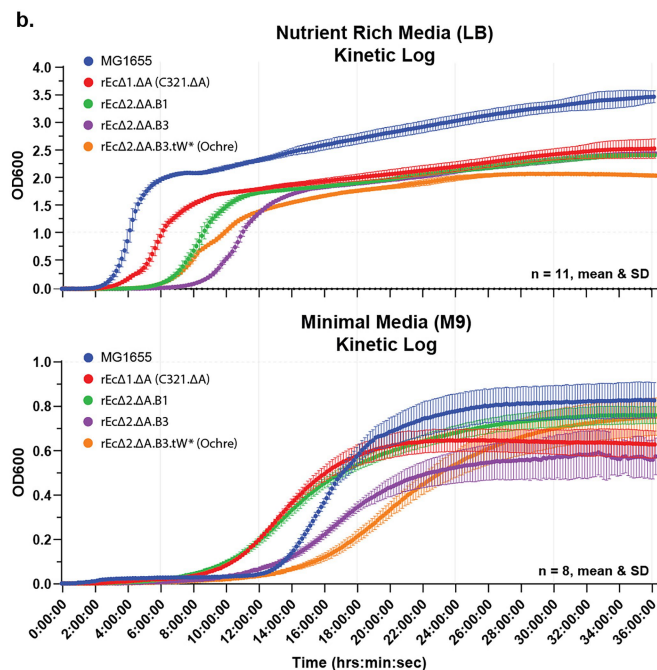 b.
Nutrient Rich Media (LB)
Kinetic Log
MG1655
rEcΔ1.ΔA (C321.ΔA)
rEcΔ2.ΔA.B1
rEcΔ2.ΔA.B3
rEcΔ2.ΔA.B3.tW* (Ochre)
4.0
3.5
3.0
2.5
2.0
1.5
1.0
0.5
0.0
OD600
n = 11, mean & SD
Minimal Media (M9)
Kinetic Log
MG1655
rEcΔ1.ΔA (C321.ΔA)
rEcΔ2.ΔA.B1
rEcΔ2.ΔA.B3
rEcΔ2.ΔA.B3.tW* (Ochre)
1.0
0.8
0.6
0.4
0.2
0.0
OD600
n = 8, mean & SD
0:00:00
2:00:00
4:00:00
6:00:00
8:00:00
10:00:00
12:00:00
14:00:00
16:00:00
18:00:00
20:00:00
22:00:00
24:00:00
26:00:00
28:00:00
30:00:00
32:00:00
34:00:00
36:00:00
Time (hrs:min:sec)